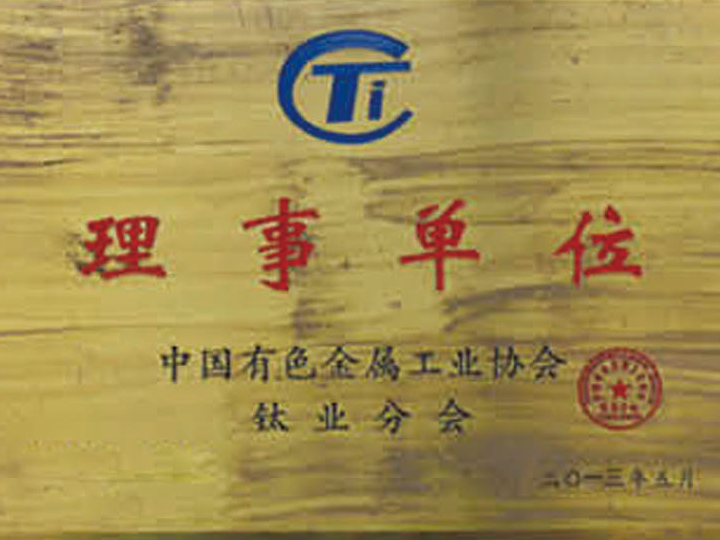 CTi
理事单位
中国有色金属工业协会
钛业分会
二〇一三年五月